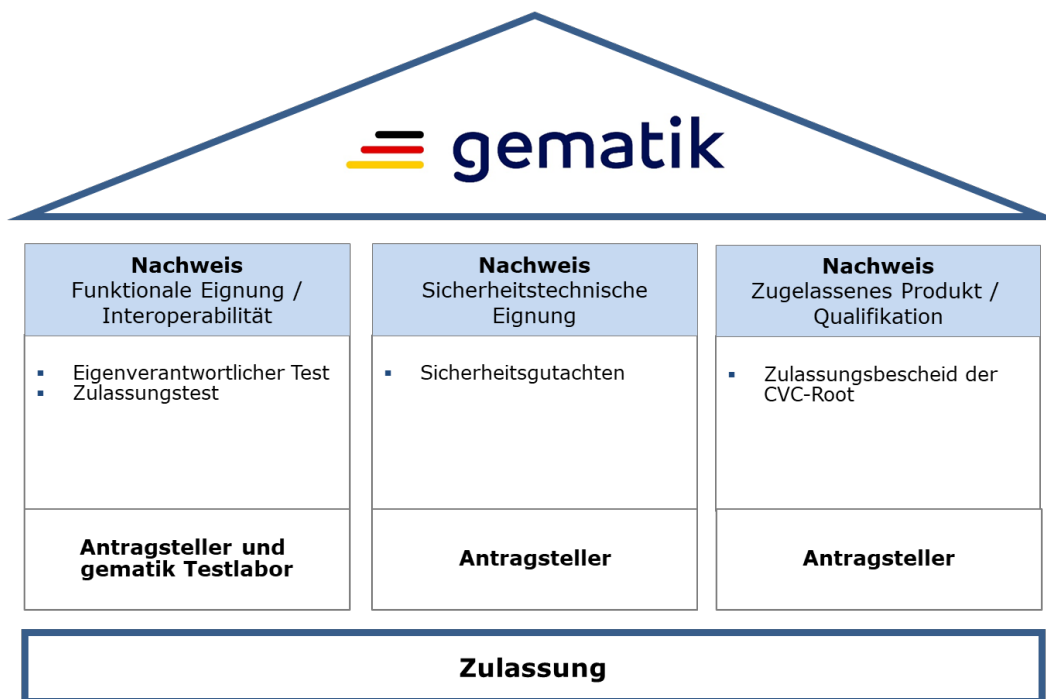 gematik
Nachweis
Funktionale Eignung /
Interoperabilität
▪ Eigenverantwortlicher Test
▪ Zulassungstest
Antragsteller und
gematik Testlabor
Nachweis
Sicherheitstechnische
Eignung
▪ Sicherheitsgutachten
Antragsteller
Nachweis
Zugelassenes Produkt /
Qualifikation
▪ Zulassungsbescheid der
CVC-Root
Antragsteller
Zulassung